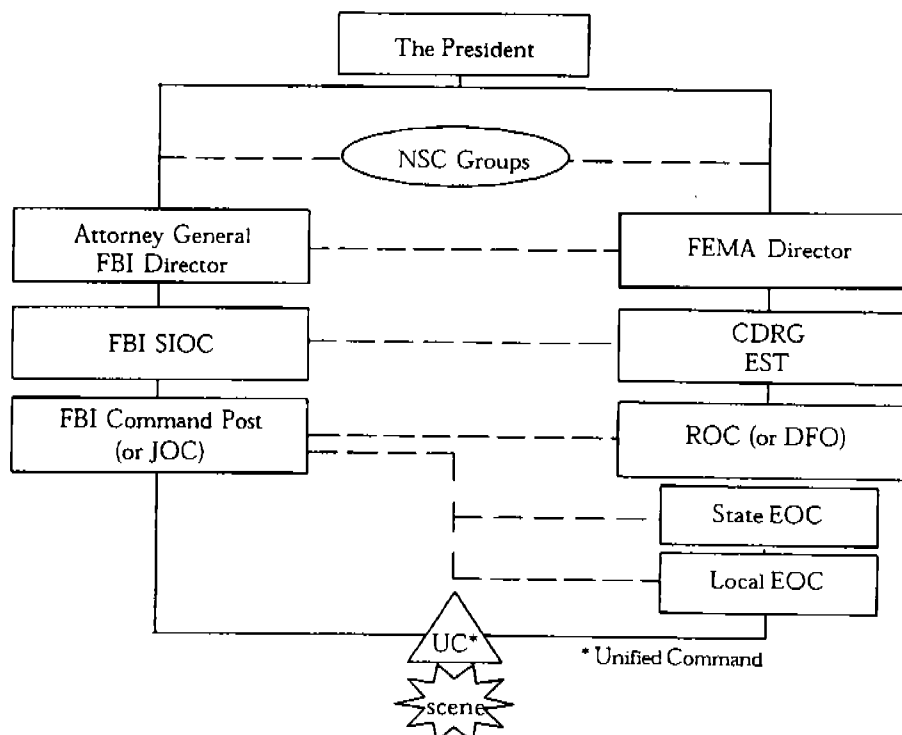 The President
NSC Groups
Attorney General
FBI Director
FEMA Director
FBI SIOC
CDRG
EST
FBI Command Post
(or JOC)
ROC (or DFO)
State EOC
Local EOC
UC*
* Unified Command
scene